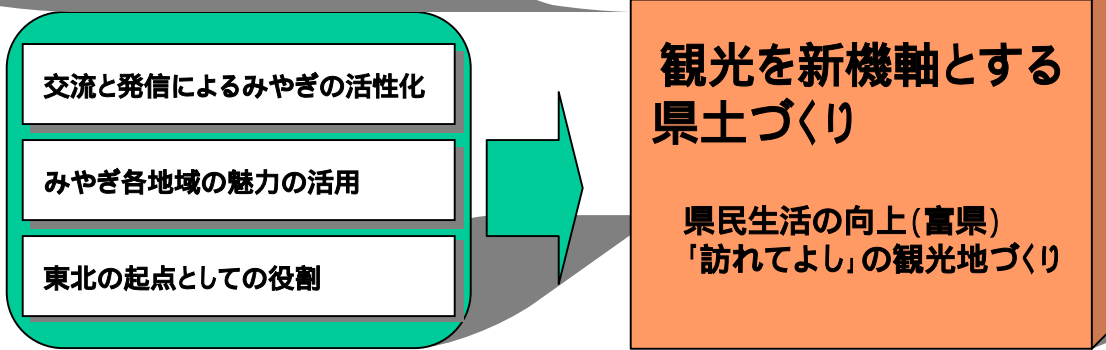 交流と発信によるみやぎの活性化
みやぎ各地域の魅力の活用
東北の起点としての役割
観光を新機軸とする
県土づくり
県民生活の向上(富県)
「訪れてよし」の観光地づくり